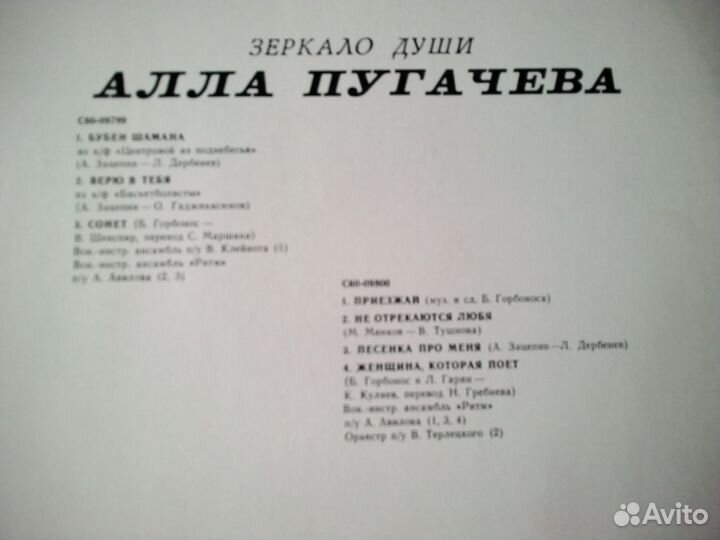 ЗЕРКАЛО ДУШИ
АЛЛА ПУГАЧЕВА
С60-09799
1. БУБЕН ШАМАНА
из к/ф «Центровой из поднебесья»
(А. Зацепин — Л. Дербенев)
2. ВЕРЮ В ТЕБЯ
из к/ф «Баскетболисты»
(А. Зацепин — О. Гаджикасимов)
3. СОНЕТ (Б. Горбонос —
В. Шекспир, перевод С. Маршака)
Вок.-инстр. ансамбль п/у В. Клейнота (1)
Вок.-инстр. ансамбль «Ритм»
п/у А. Авилова (2, 3)
С60-09800
1. ПРИЕЗЖАЙ (муз. и сл. Б. Горбоноса)
2. НЕ ОТРЕКАЮТСЯ ЛЮБЯ
(М. Минков — В. Тушнова)
3. ПЕСЕНКА ПРО МЕНЯ (А. Зацепин — Л. Дербенев)
4. ЖЕНЩИНА, КОТОРАЯ ПОЕТ
(Б. Горбонос и Л. Гарин —
К. Кулиев, перевод Н. Гребнева)
Вок.-инстр. ансамбль «Ритм»
п/у А. Авилова (1, 3, 4)
Оркестр п/у В. Терлецкого (2)
Avito